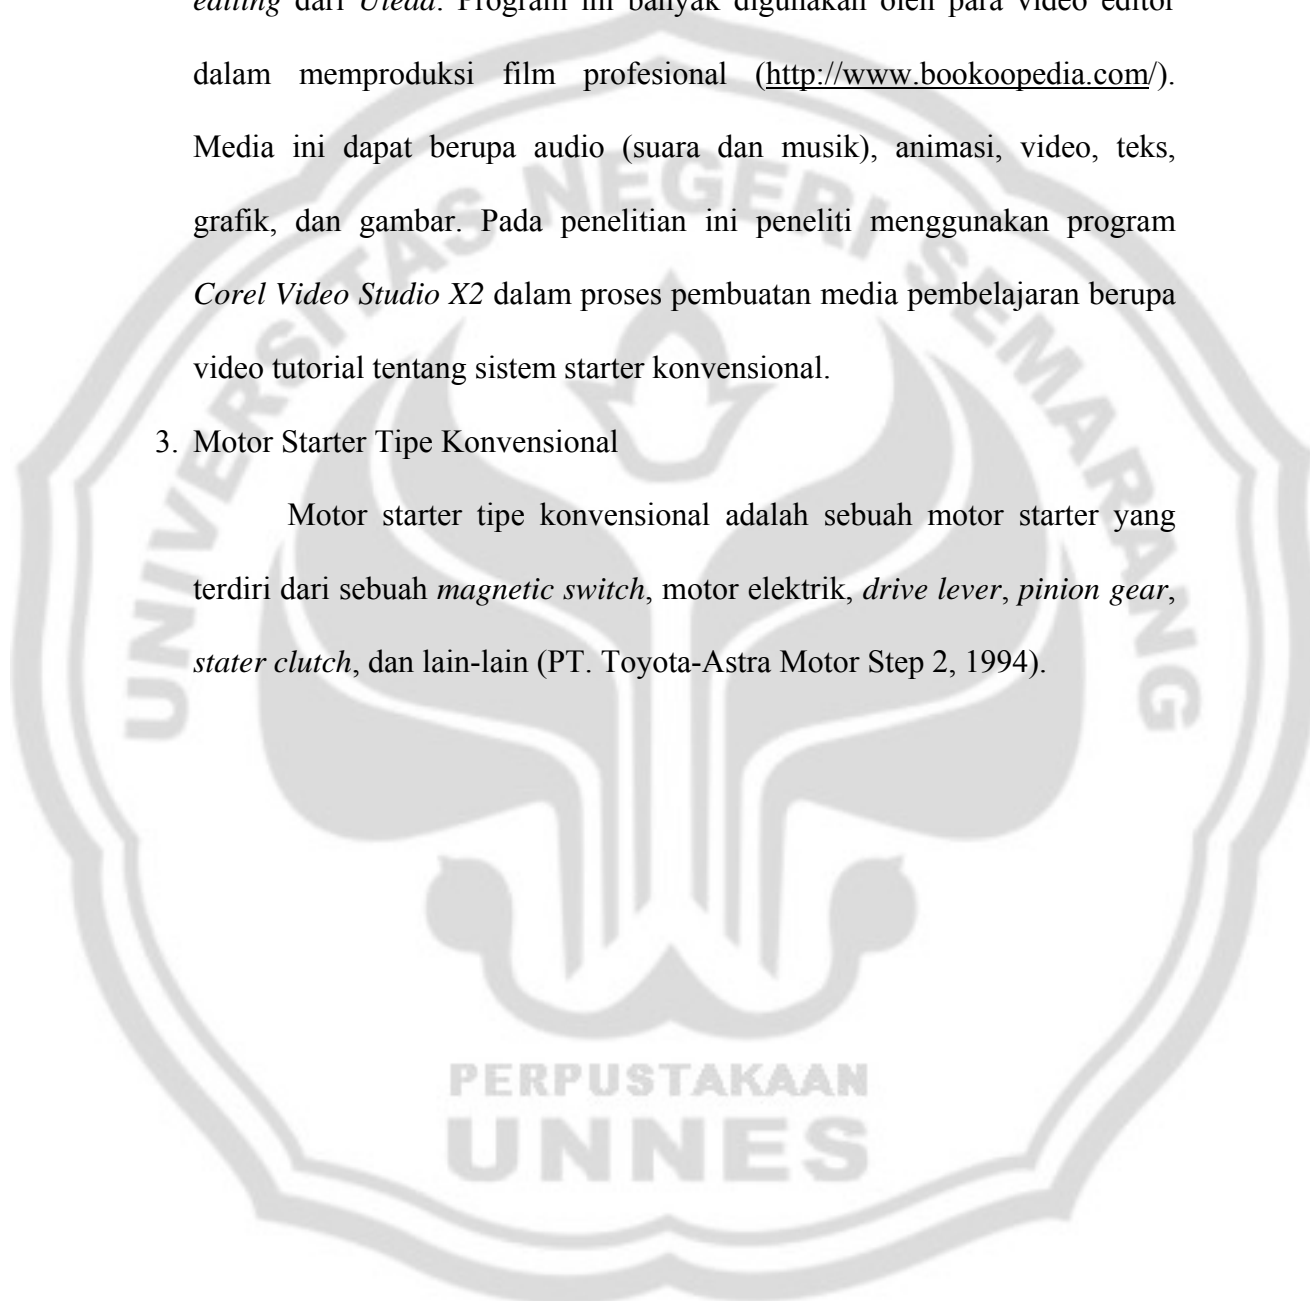 editing dari Ulead. Program ini banyak digunakan oleh para video editor
dalam memproduksi film profesional (http://www.bookoopedia.com/).
Media ini dapat berupa audio (suara dan musik), animasi, video, teks,
grafik, dan gambar. Pada penelitian ini peneliti menggunakan program
Corel Video Studio X2 dalam proses pembuatan media pembelajaran berupa
video tutorial tentang sistem starter konvensional.
3. Motor Starter Tipe Konvensional
Motor starter tipe konvensional adalah sebuah motor starter yang
terdiri dari sebuah magnetic switch, motor elektrik, drive lever, pinion gear,
stater clutch, dan lain-lain (PT. Toyota-Astra Motor Step 2, 1994).
UNIVERSITAS NEGERI SEMARANG
PERPUSTAKAAN
UNNES